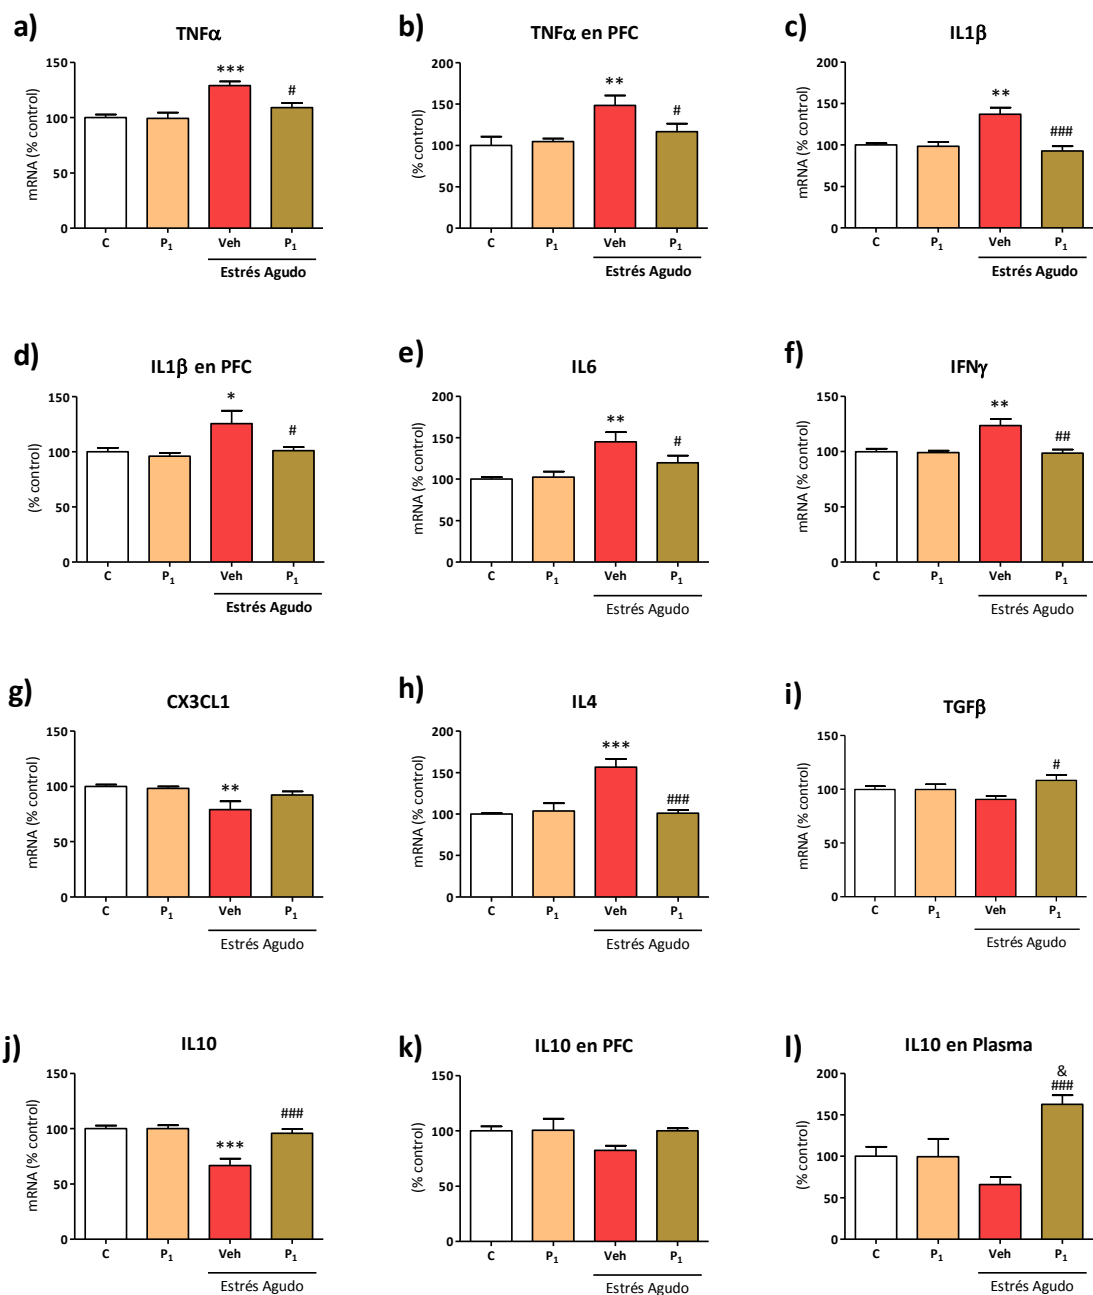 a)
TNFα
mRNA (% control)
150
100
50
0
***
#
C P1 Veh P1
Estrés Agudo
b)
TNFα en PFC
(% control)
200
150
100
50
0
**
#
C P1 Veh P1
Estrés Agudo
c)
IL1β
mRNA (% control)
200
150
100
50
0
**
###
C P1 Veh P1
Estrés Agudo
d)
IL1β en PFC
(% control)
150
100
50
0
*
#
C P1 Veh P1
Estrés Agudo
e)
IL6
mRNA (% control)
200
150
100
50
0
**
#
C P1 Veh P1
Estrés Agudo
f)
IFNγ
mRNA (% control)
150
100
50
0
**
##
C P1 Veh P1
Estrés Agudo
g)
CX3CL1
mRNA (% control)
150
100
50
0
**
C P1 Veh P1
Estrés Agudo
h)
IL4
mRNA (% control)
200
150
100
50
0
***
###
C P1 Veh P1
Estrés Agudo
i)
TGFβ
mRNA (% control)
150
100
50
0
#
C P1 Veh P1
Estrés Agudo
j)
IL10
mRNA (% control)
150
100
50
0
***
###
C P1 Veh P1
Estrés Agudo
k)
IL10 en PFC
(% control)
150
100
50
0
C P1 Veh P1
Estrés Agudo
l)
IL10 en Plasma
(% control)
200
150
100
50
0
&
###
C P1 Veh P1
Estrés Agudo